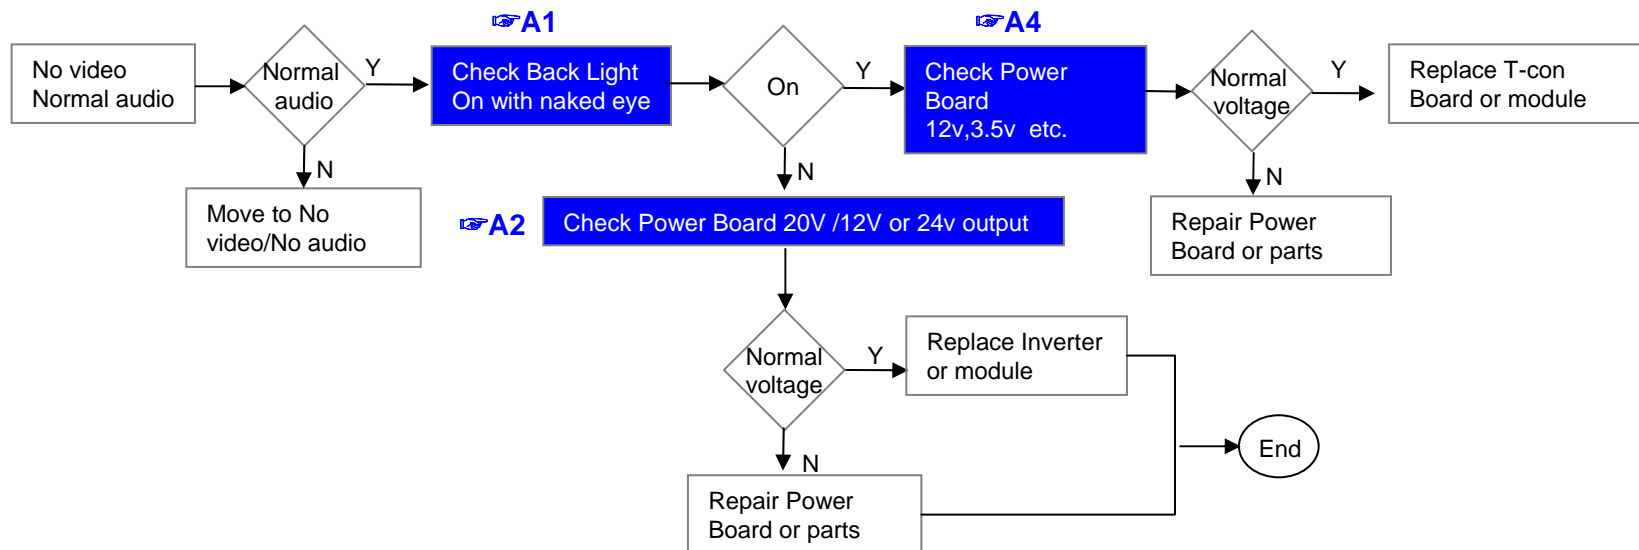 ☞A1
☞A4
No video
Normal audio
Normal
audio
Y
Check Back Light
On with naked eye
On
Y
Check Power
Board
12v,3.5v etc.
Normal
voltage
Y
Replace T-con
Board or module
N
Move to No
video/No audio
N
☞A2
Check Power Board 20V /12V or 24v output
N
Repair Power
Board or parts
Normal
voltage
Y
Replace Inverter
or module
End
N
Repair Power
Board or parts